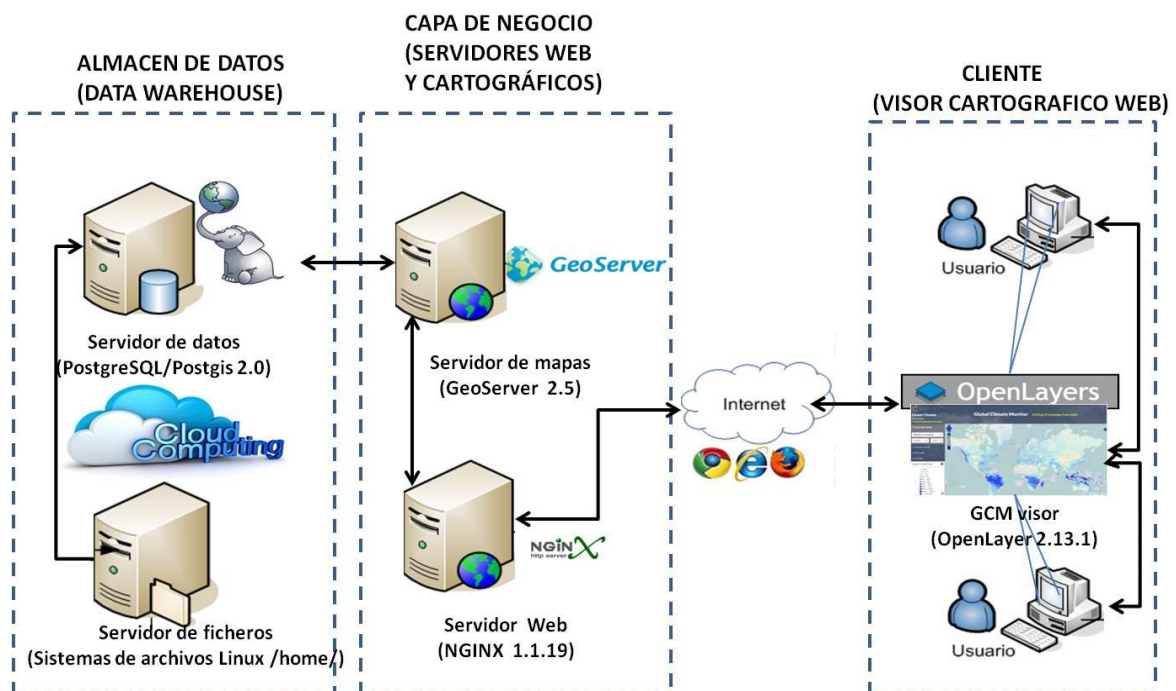 ALMACEN DE DATOS
(DATA WAREHOUSE)
Servidor de datos
(PostgreSQL/Postgis 2.0)
Cloud
Computing
Servidor de ficheros
(Sistemas de archivos Linux /home/)
CAPA DE NEGOCIO
(SERVIDORES WEB
Y CARTOGRÁFICOS)
GeoServer
Servidor de mapas
(GeoServer 2.5)
NGiNX
http server
Servidor Web
(NGINX 1.1.19)
Internet
CLIENTE
(VISOR CARTOGRAFICO WEB)
Usuario
OpenLayers
Global Climate Monitor
GCM visor
(OpenLayer 2.13.1)
Usuario